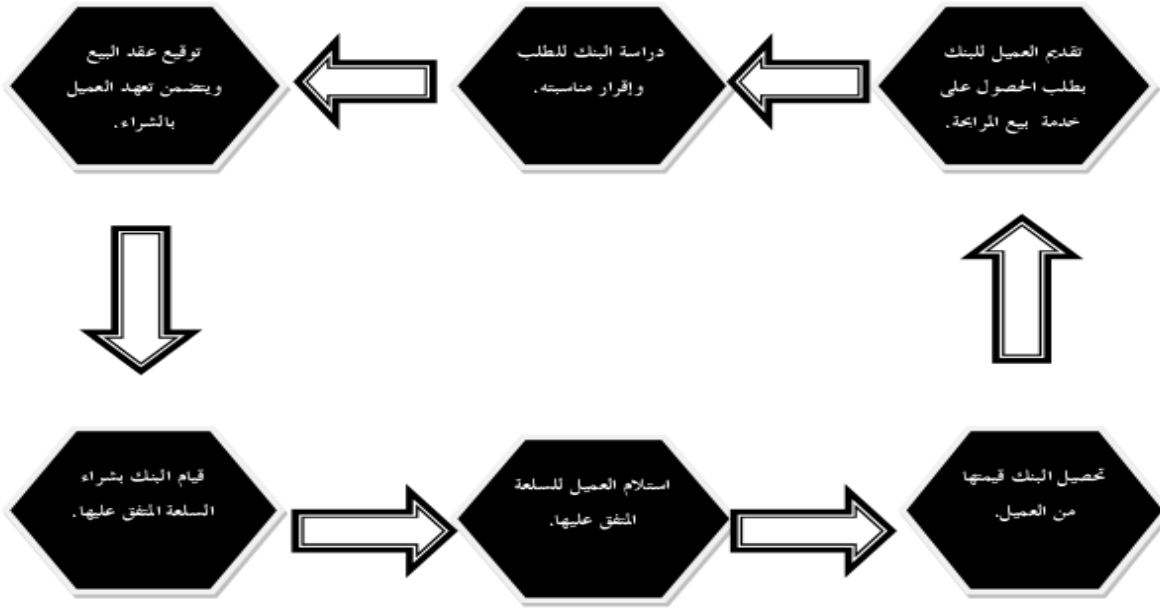 تقديم العميل للبنك
بطلب الحصول على
خدمة بيع المرابحة.
دراسة البنك للطلب
وإقرار مناسبته.
توقيع عقد البيع
ويتضمن تعهد العميل
بالشراء.
قيام البنك بشراء
السلعة المتفق عليها.
استلام العميل للسلعة
المتفق عليها.
تحصيل البنك قيمتها
من العميل.